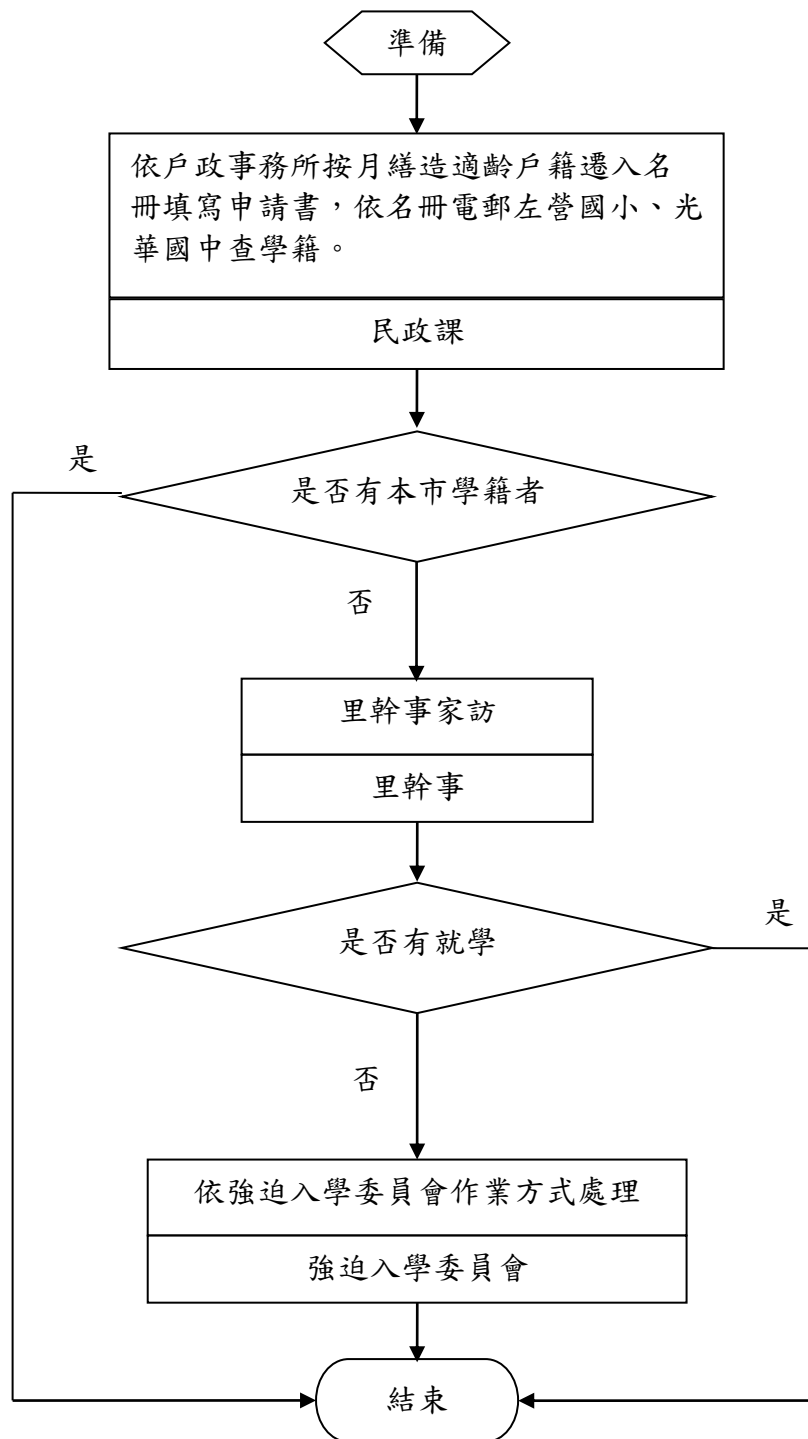 準備
依戶政事務所按月繕造適齡戶籍遷入名
冊填寫申請書，依名冊電郵左營國小、光
華國中查學籍。
民政課
是
是否有本市學籍者
否
里幹事家訪
里幹事
是
是否有就學
否
依強迫入學委員會作業方式處理
強迫入學委員會
結束